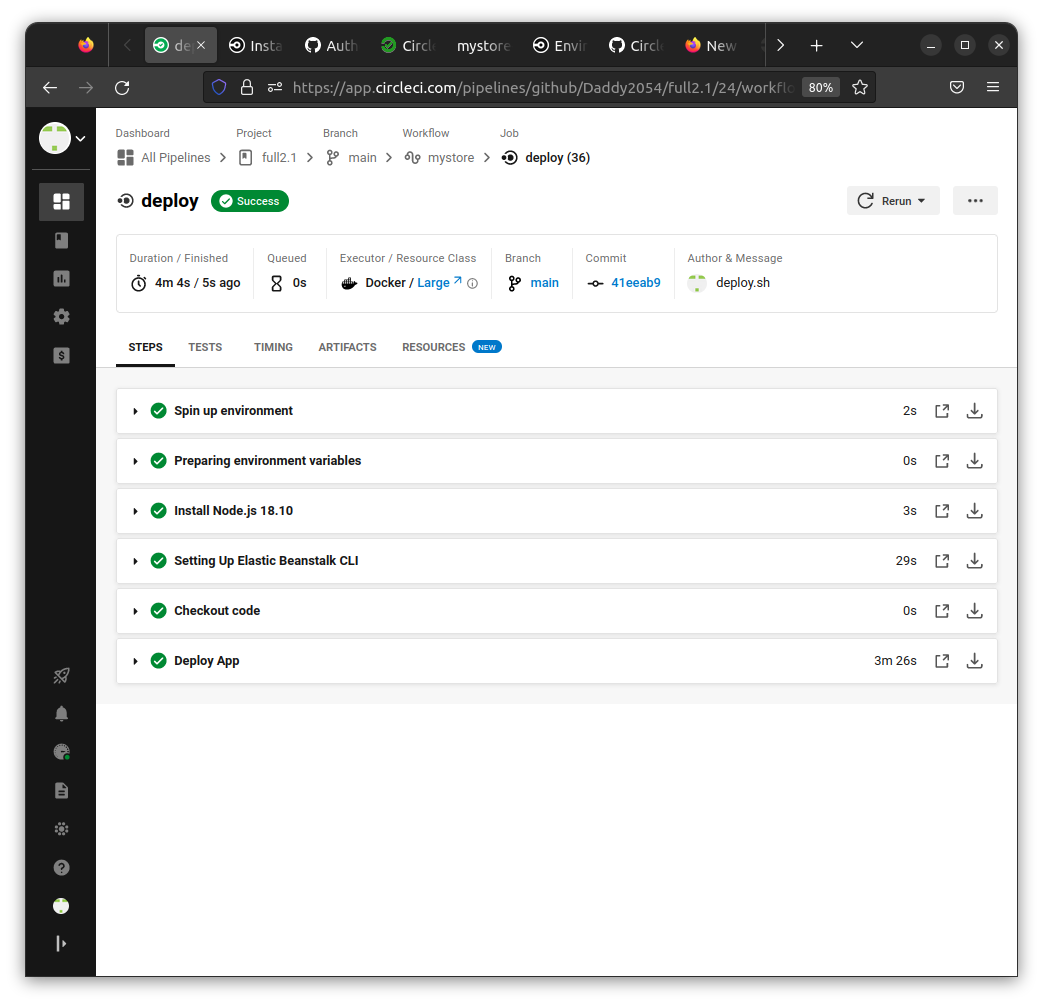 de
Insta
Auth
Circl
mystore
Envi
Circl
New
https://app.circleci.com/pipelines/github/Daddy2054/full2.1/24/workflo
80%
Dashboard Project Branch Workflow Job
All Pipelines full2.1 main mystore deploy (36)
deploy Success Rerun
Duration / Finished Queued Executor / Resource Class Branch Commit Author & Message
4m 4s / 5s ago 0s Docker / Large main 41eeab9 deploy.sh
STEPS TESTS TIMING ARTIFACTS RESOURCES NEW
Spin up environment 2s
Preparing environment variables 0s
Install Node.js 18.10 3s
Setting Up Elastic Beanstalk CLI 29s
Checkout code 0s
Deploy App 3m 26s